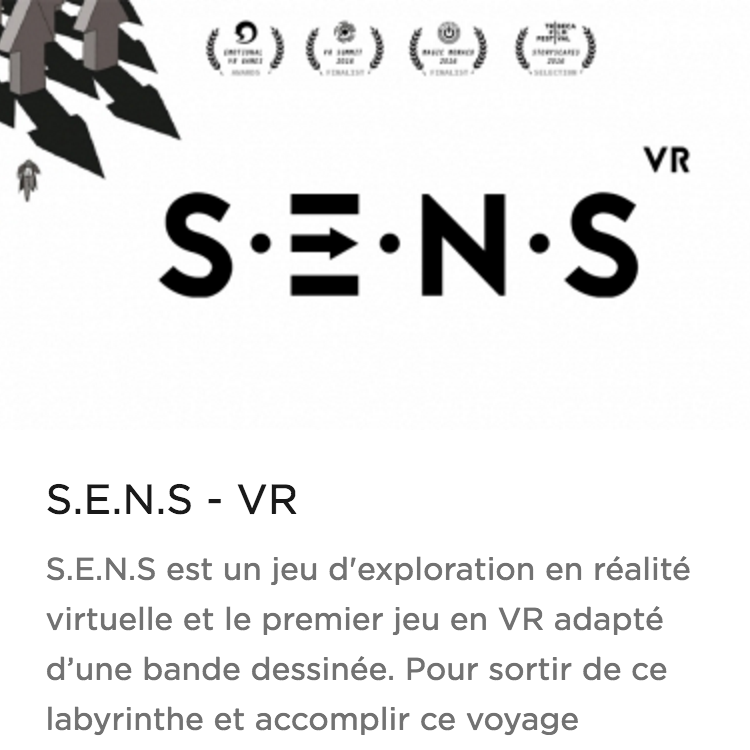 EMOTIONAL VR SUMMIT MAGIC MONACO TRIBECA FILM FESTIVAL
VR GAMES 2016 2016 STORYSCAPES 2016
AWARDS FINALIST FINALIST SELECTION
VR
S·E·N·S
S.E.N.S - VR
S.E.N.S est un jeu d'exploration en réalité
virtuelle et le premier jeu en VR adapté
d’une bande dessinée. Pour sortir de ce
labyrinthe et accomplir ce voyage